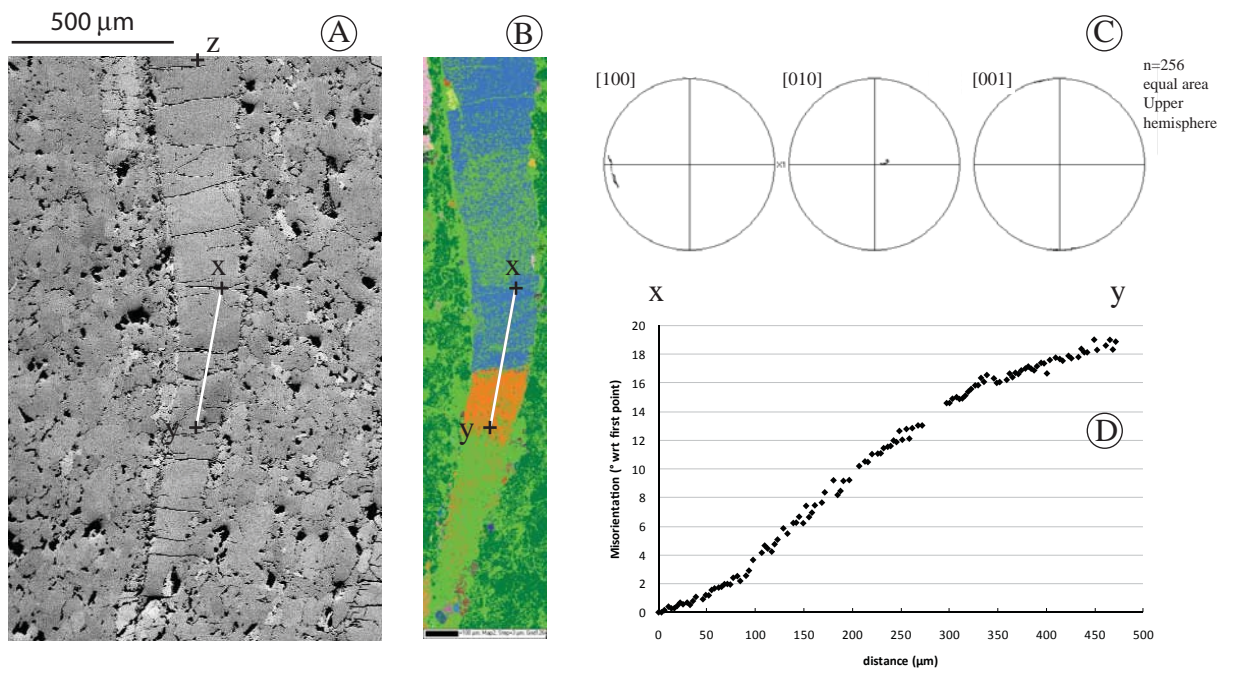 500 µm
A
z
x
y
B
x
y
C
[100]
[010]
[001]
n=256
equal area
Upper
hemisphere
X1
x
y
D
Misorientation (° wrt first point)
20
18
16
14
12
10
8
6
4
2
0
0 50 100 150 200 250 300 350 400 450 500
distance (µm)